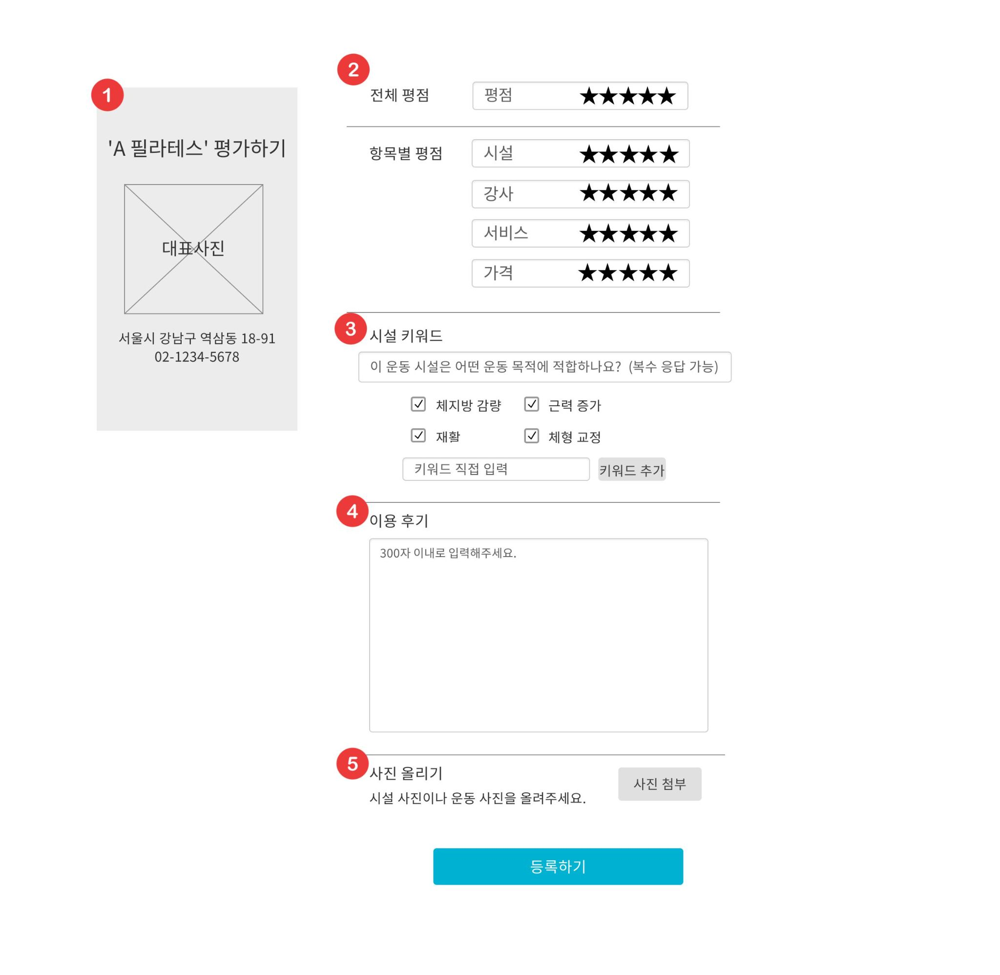 1
'A 필라테스' 평가하기
대표사진
서울시 강남구 역삼동 18-91
02-1234-5678
2
전체 평점 평점 ★★★★★
항목별 평점 시설 ★★★★★
강사 ★★★★★
서비스 ★★★★★
가격 ★★★★★
3
시설 키워드
이 운동 시설은 어떤 운동 목적에 적합하나요? (복수 응답 가능)
체지방 감량 근력 증가
재활 체형 교정
키워드 직접 입력 키워드 추가
4
이용 후기
300자 이내로 입력해주세요.
5
사진 올리기
사진 첨부
시설 사진이나 운동 사진을 올려주세요.
등록하기